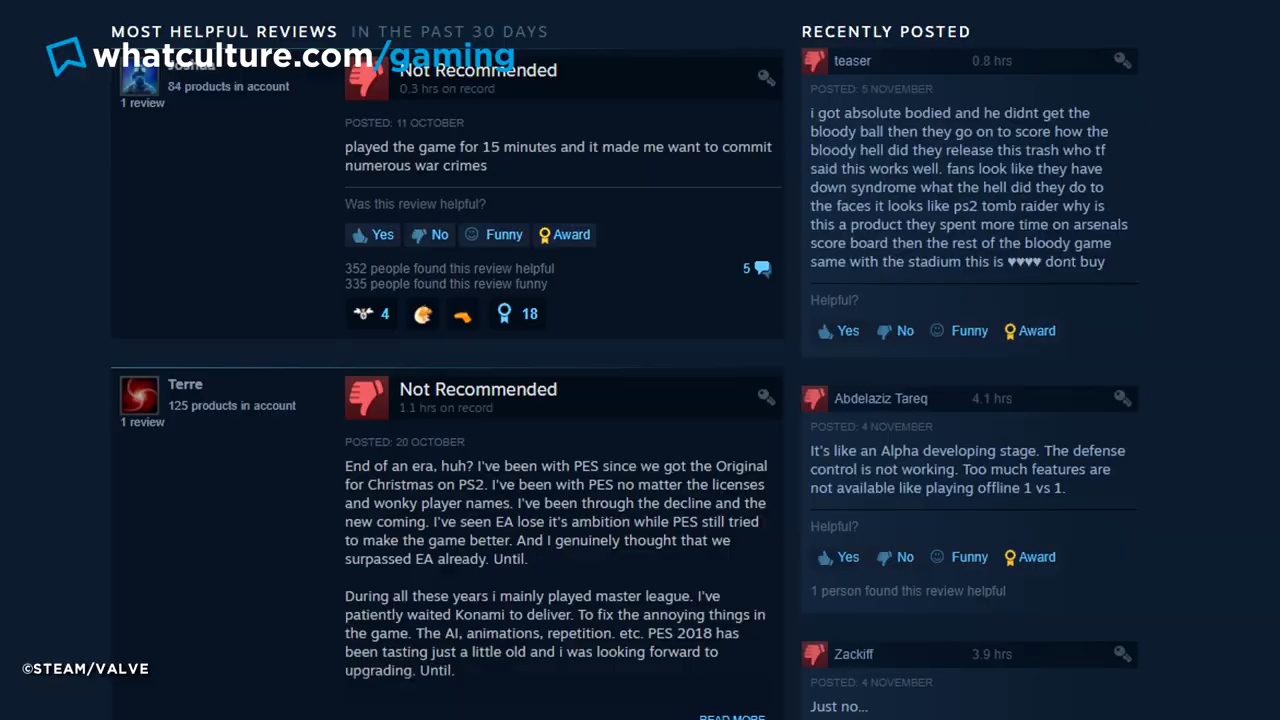 MOST HELPFUL REVIEWS IN THE PAST 30 DAYS
whatculture.com/gaming
84 products in account
1 review
Not Recommended
0.3 hrs on record
POSTED: 11 OCTOBER
played the game for 15 minutes and it made me want to commit
numerous war crimes
Was this review helpful?
Yes No Funny Award
352 people found this review helpful
335 people found this review funny
5
4
18
Terre
125 products in account
1 review
Not Recommended
1.1 hrs on record
POSTED: 20 OCTOBER
End of an era, huh? I've been with PES since we got the Original
for Christmas on PS2. I've been with PES no matter the licenses
and wonky player names. I've been through the decline and the
new coming. I've seen EA lose it's ambition while PES still tried
to make the game better. And I genuinely thought that we
surpassed EA already. Until.
During all these years i mainly played master league. I've
patiently waited Konami to deliver. To fix the annoying things in
the game. The AI, animations, repetition. etc. PES 2018 has
been tasting just a little old and i was looking forward to
upgrading. Until.
READ MORE
RECENTLY POSTED
teaser 0.8 hrs
POSTED: 5 NOVEMBER
i got absolute bodied and he didnt get the
bloody ball then they go on to score how the
bloody hell did they release this trash who tf
said this works well. fans look like they have
down syndrome what the hell did they do to
the faces it looks like ps2 tomb raider why is
this a product they spent more time on arsenals
score board then the rest of the bloody game
same with the stadium this is ♥♥♥♥ dont buy
Helpful?
Yes No Funny Award
Abdelaziz Tareq 4.1 hrs
POSTED: 4 NOVEMBER
It's like an Alpha developing stage. The defense
control is not working. Too much features are
not available like playing offline 1 vs 1.
Helpful?
Yes No Funny Award
1 person found this review helpful
Zackiff 3.9 hrs
POSTED: 4 NOVEMBER
Just no...
©STEAM/VALVE